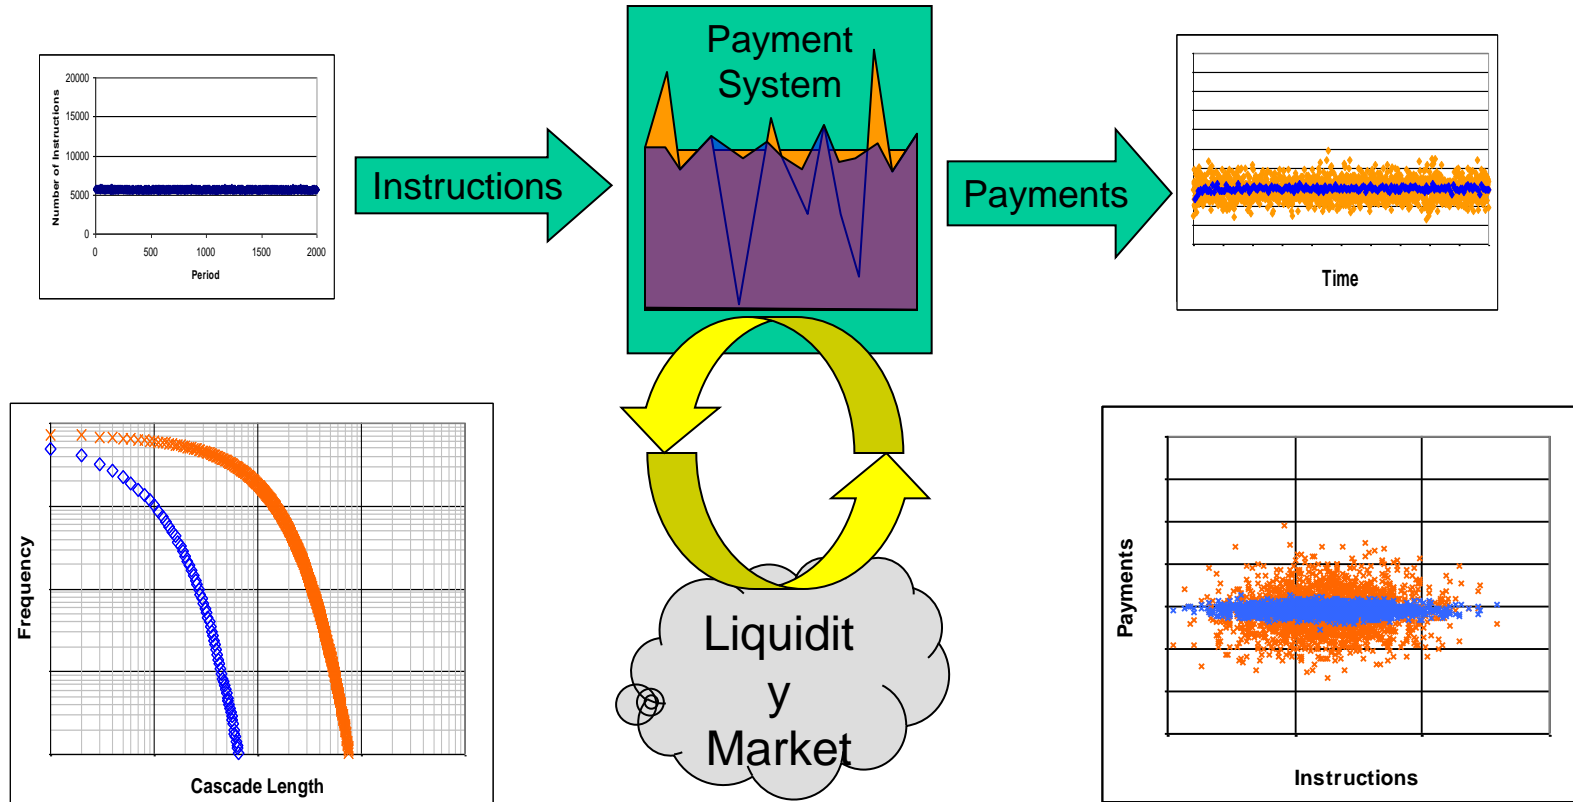 Payment
System
Number of Instructions
20000
15000
10000
5000
0
0 500 1000 1500 2000
Period
Instructions
Payments
Time
Frequency
Cascade Length
Liquidit
y
Market
Payments
Instructions